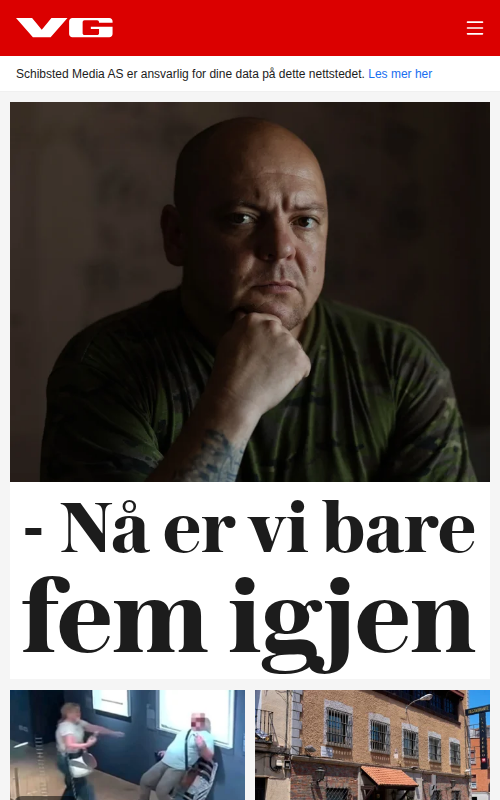 VG
Schibsted Media AS er ansvarlig for dine data på dette nettstedet. Les mer her
- Nå er vi bare
fem igjen